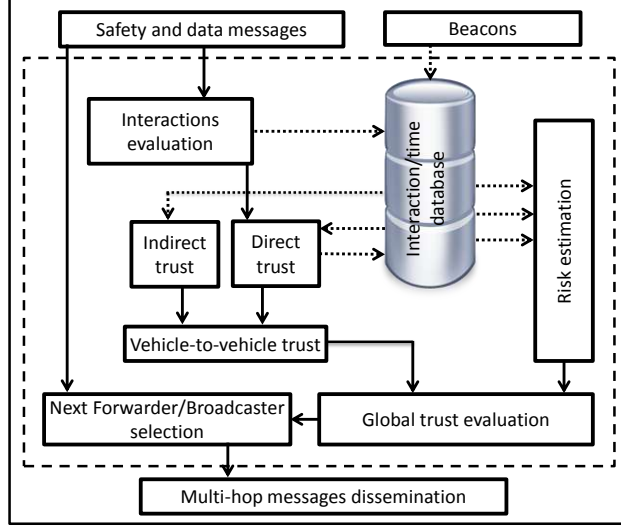 Safety and data messages
Beacons
Interactions
evaluation
Interaction/time
database
Risk estimation
Indirect
trust
Direct
trust
Vehicle-to-vehicle trust
Next Forwarder/Broadcaster
selection
Global trust evaluation
Multi-hop messages dissemination